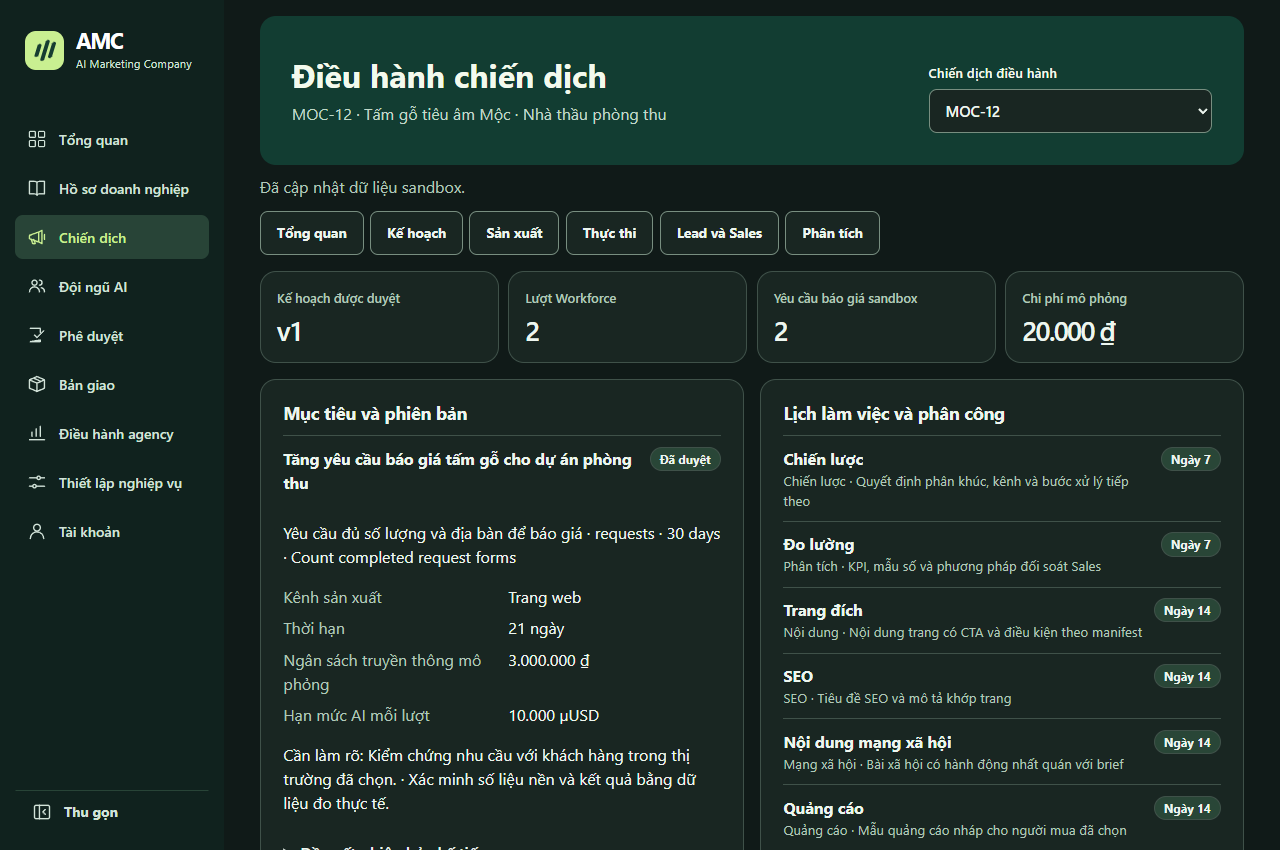 AMC
AI Marketing Company
Tổng quan
Hồ sơ doanh nghiệp
Chiến dịch
Đội ngũ AI
Phê duyệt
Bàn giao
Điều hành agency
Thiết lập nghiệp vụ
Tài khoản
Thu gọn
Điều hành chiến dịch
MOC-12 · Tấm gỗ tiêu âm Mộc · Nhà thầu phòng thu
Chiến dịch điều hành
MOC-12
Đã cập nhật dữ liệu sandbox.
Tổng quan
Kế hoạch
Sản xuất
Thực thi
Lead và Sales
Phân tích
Kế hoạch được duyệt
v1
Lượt Workforce
2
Yêu cầu báo giá sandbox
2
Chi phí mô phỏng
20.000 ₫
Mục tiêu và phiên bản
Tăng yêu cầu báo giá tấm gỗ cho dự án phòng
thu
Đã duyệt
Yêu cầu đủ số lượng và địa bàn để báo giá · requests · 30 days
· Count completed request forms
Kênh sản xuất
Trang web
Thời hạn
21 ngày
Ngân sách truyền thông mô
phỏng
3.000.000 ₫
Hạn mức AI mỗi lượt
10.000 µUSD
Cần làm rõ: Kiểm chứng nhu cầu với khách hàng trong thị
trường đã chọn. · Xác minh số liệu nền và kết quả bằng dữ
liệu đo thực tế.
Lịch làm việc và phân công
Chiến lược
Ngày 7
Chiến lược · Quyết định phân khúc, kênh và bước xử lý tiếp
theo
Đo lường
Ngày 7
Phân tích · KPI, mẫu số và phương pháp đối soát Sales
Trang đích
Ngày 14
Nội dung · Nội dung trang có CTA và điều kiện theo manifest
SEO
Ngày 14
SEO · Tiêu đề SEO và mô tả khớp trang
Nội dung mạng xã hội
Ngày 14
Mạng xã hội · Bài xã hội có hành động nhất quán với brief
Quảng cáo
Ngày 14
Quảng cáo · Mẫu quảng cáo nháp cho người mua đã chọn